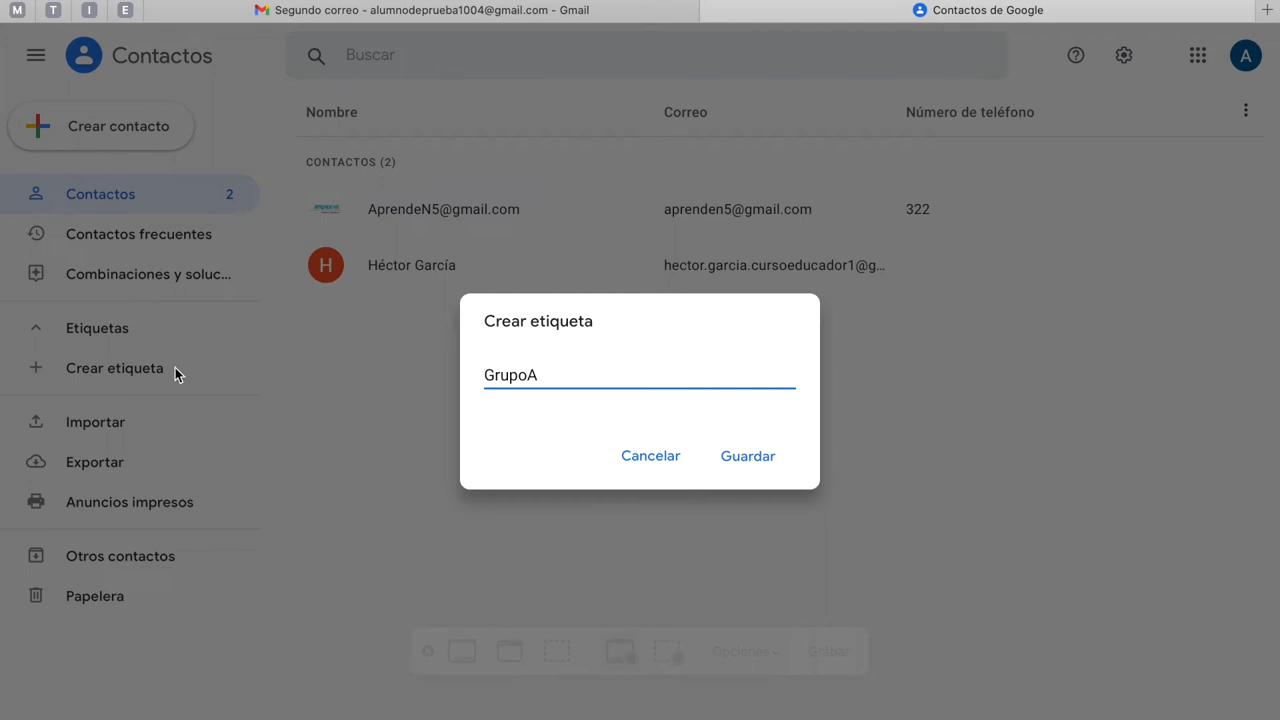 M T I E Segundo correo - alumnodeprueba1004@gmail.com - Gmail Contactos de Google
Contactos Buscar A
Crear contacto
Nombre Correo Número de teléfono
CONTACTOS (2)
Contactos 2
AprendeN5@gmail.com aprenden5@gmail.com 322
Contactos frecuentes
H Héctor García hector.garcia.cursoeducador1@g...
Combinaciones y soluc...
Etiquetas
Crear etiqueta
Crear etiqueta
GrupoA
Cancelar Guardar
Importar
Exportar
Anuncios impresos
Otros contactos
Papelera
Opciones Grabar